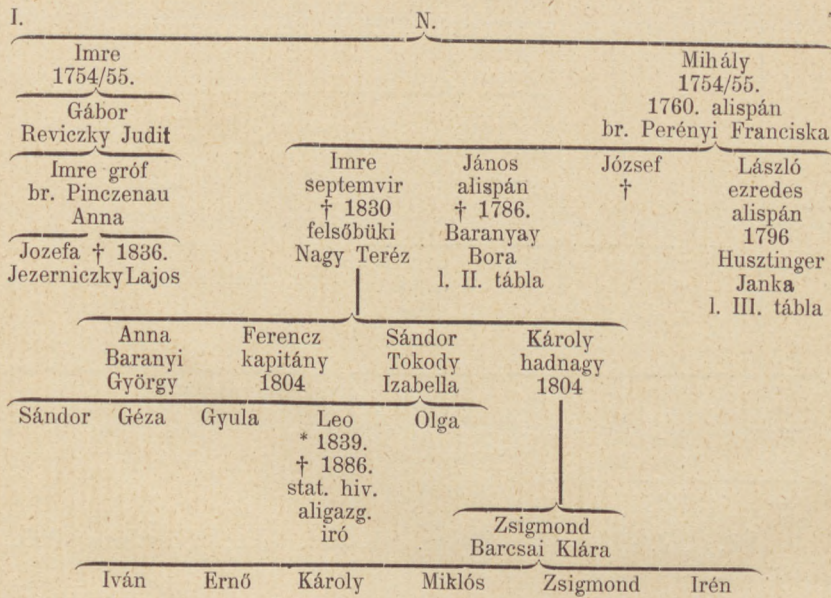 I. N.
Imre
1754/55.
Mihály
1754/55.
1760. alispán
br. Perényi Franciska
Gábor
Reviczky Judit
Imre gróf
br. Pinczenau
Anna
Jozefa † 1836.
Jezerniczky Lajos
Imre
septemvir
† 1830
felsőbüki
Nagy Teréz
János
alispán
† 1786.
Baranyay
Bora
l. II. tábla
József
†
László
ezredes
alispán
1796
Husztinger
Janka
l. III. tábla
Anna
Baranyi
György
Ferencz
kapitány
1804
Sándor
Tokody
Izabella
Károly
hadnagy
1804
Sándor Géza Gyula Leo Olga
* 1839.
† 1886.
stat. hiv.
aligazg.
iró
Zsigmond
Barcsai Klára
Iván Ernő Károly Miklós Zsigmond Irén